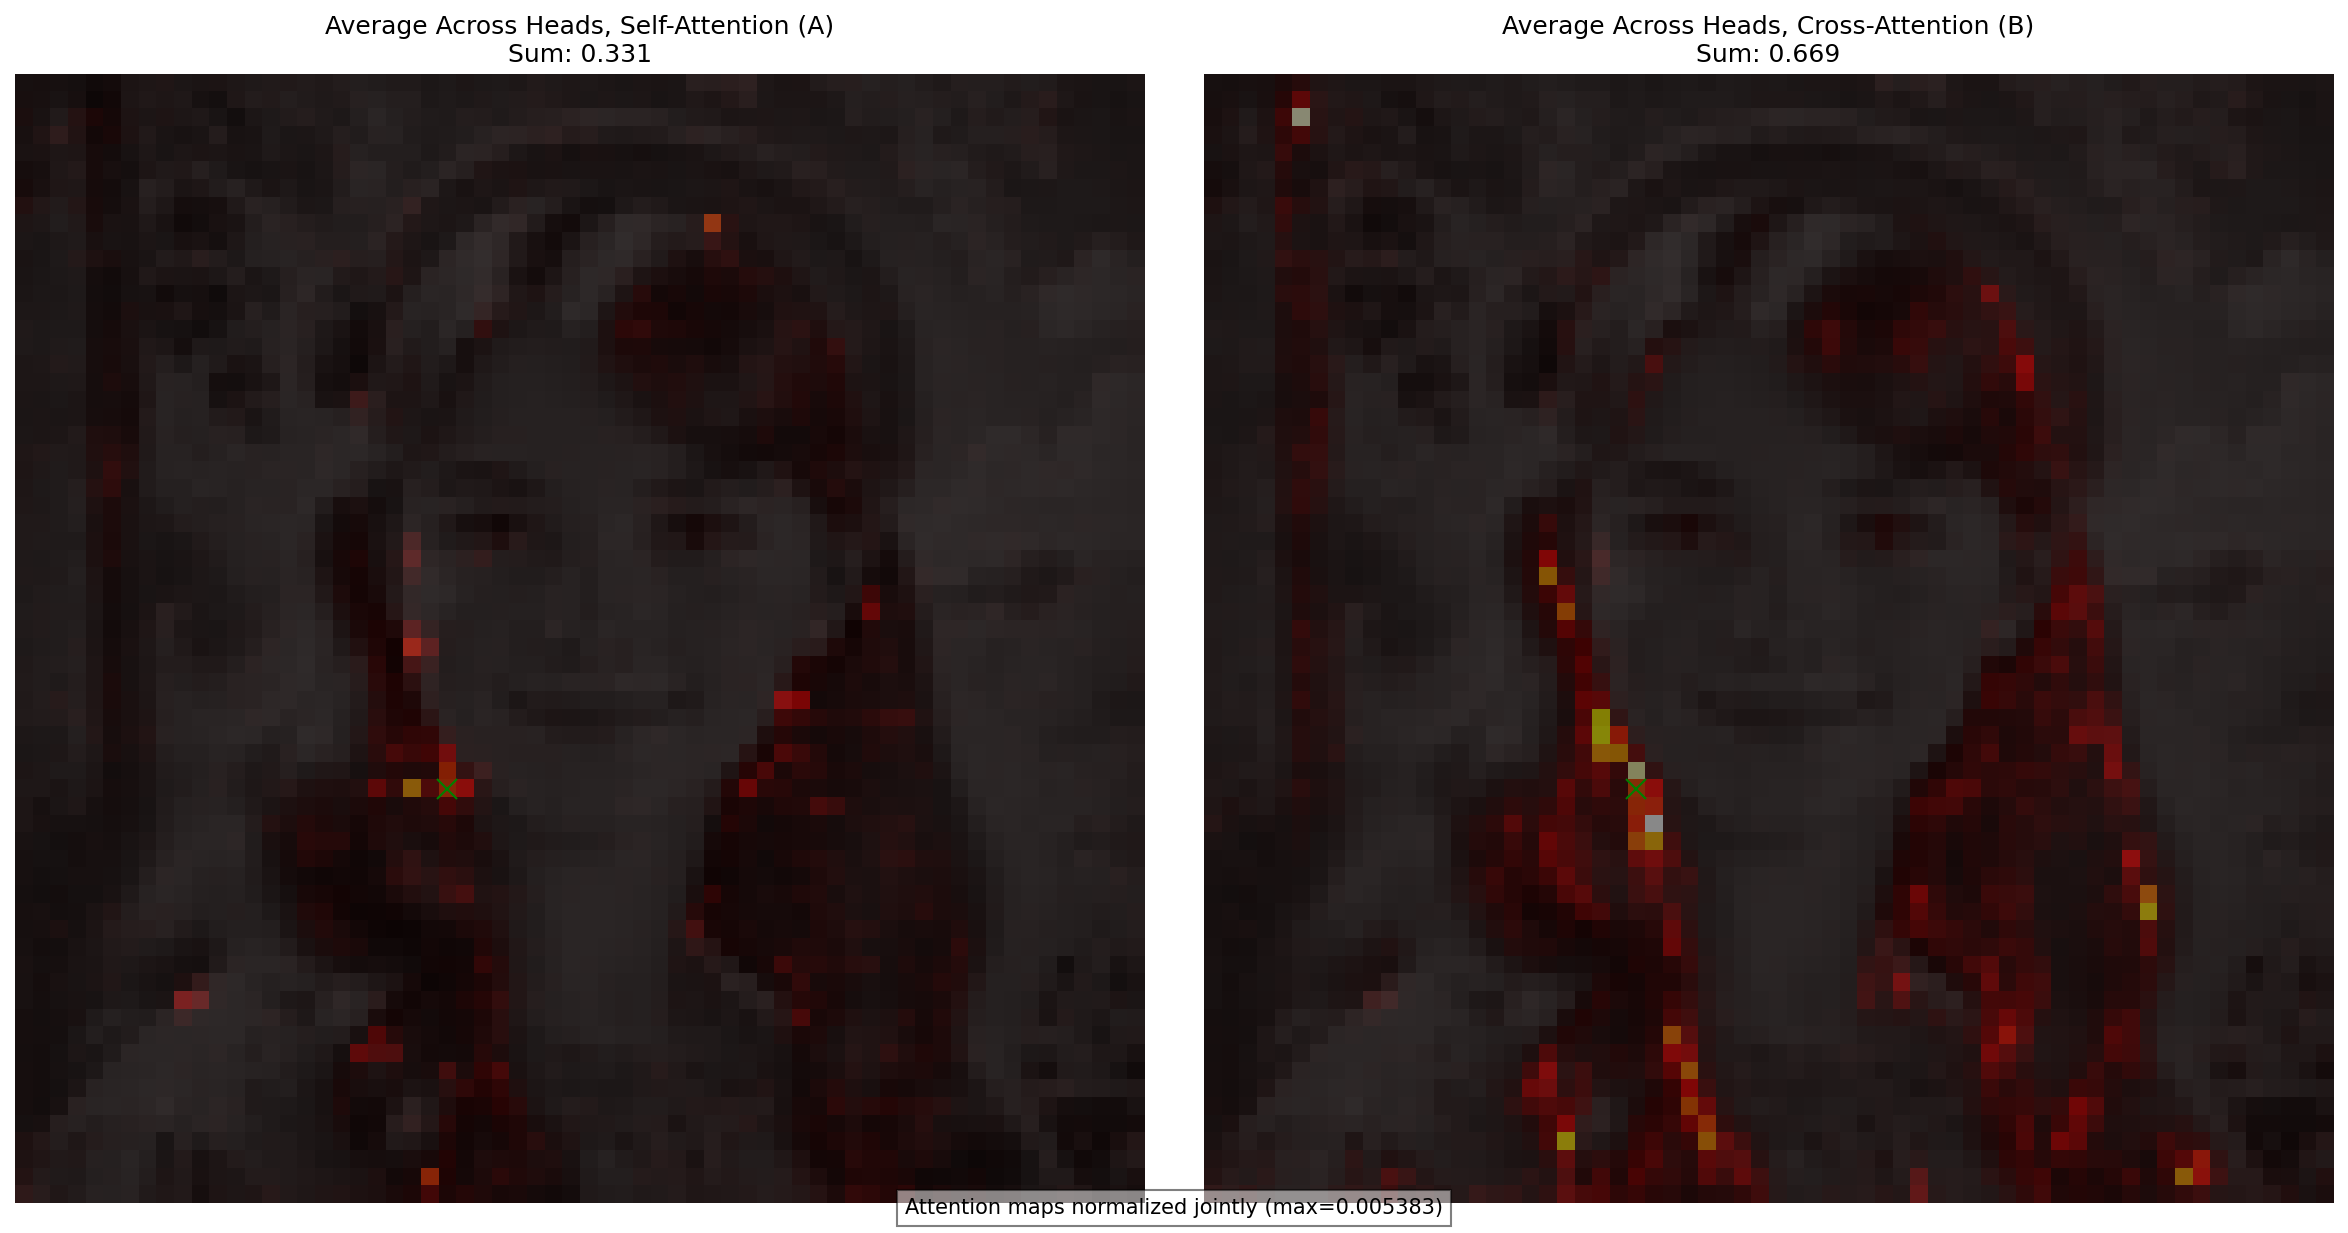 Average Across Heads, Self-Attention (A)
Sum: 0.331
Average Across Heads, Cross-Attention (B)
Sum: 0.669
Attention maps normalized jointly (max=0.005383)